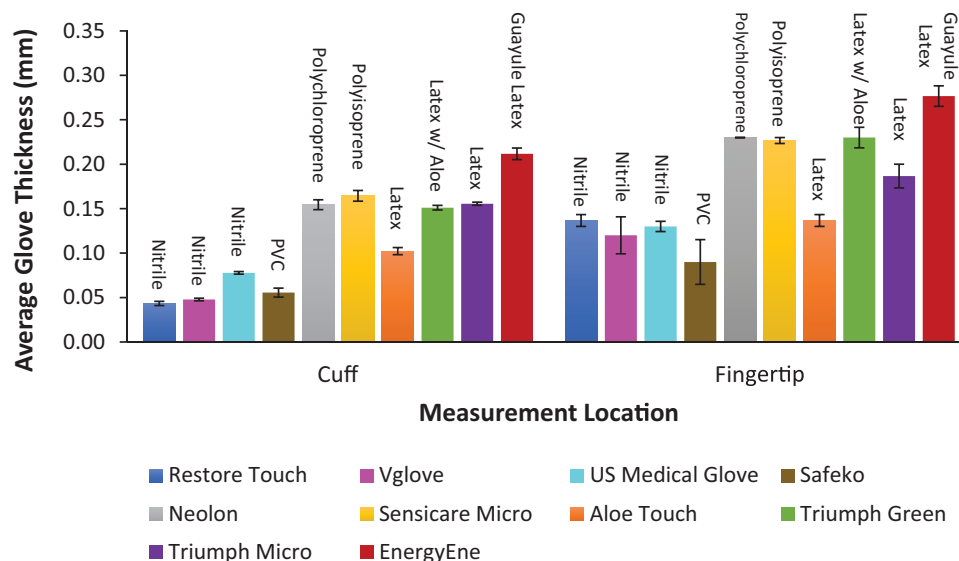 Average Glove Thickness (mm)
0.35
0.30
0.25
0.20
0.15
0.10
0.05
0.00
Nitrile
Nitrile
Nitrile
PVC
Polychloroprene
Polyisoprene
Latex
Latex w/ Aloe
Latex
Guayule Latex
Nitrile
Nitrile
Nitrile
PVC
Polychloroprene
Polyisoprene
Latex
Latex w/ Aloe
Latex
Guayule
Latex
Cuff
Fingertip
Measurement Location
Restore Touch
Vglove
US Medical Glove
Safeko
Neolon
Sensicare Micro
Aloe Touch
Triumph Green
Triumph Micro
EnergyEne